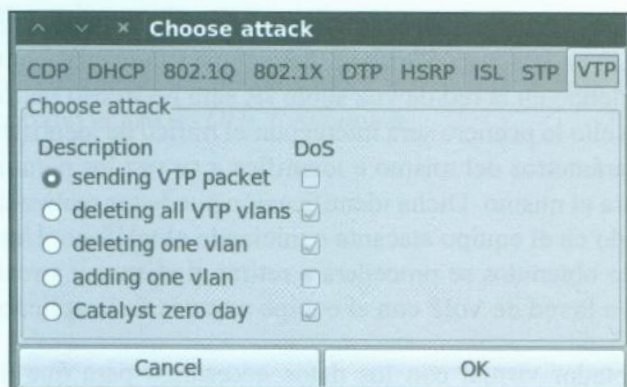 Choose attack
CDP DHCP 802.1Q 802.1X DTP HSRP ISL STP VTP
Choose attack
Description DoS
sending VTP packet
deleting all VTP vlans
deleting one vlan
adding one vlan
Catalyst zero day
Cancel OK